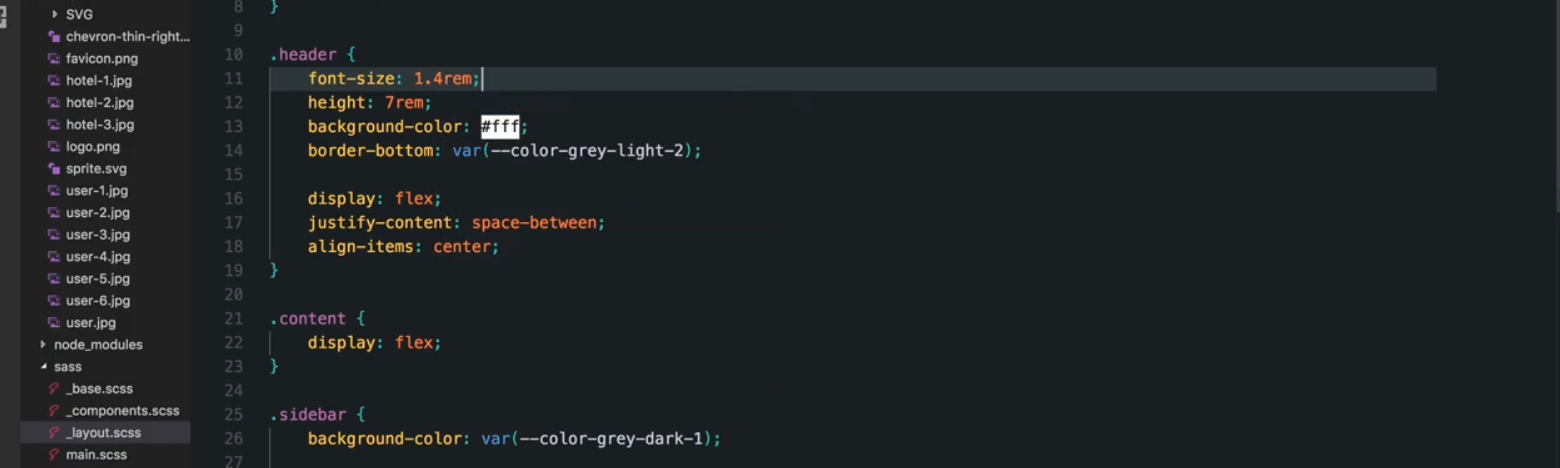 SVG
chevron-thin-right...
favicon.png
hotel-1.jpg
hotel-2.jpg
hotel-3.jpg
logo.png
sprite.svg
user-1.jpg
user-2.jpg
user-3.jpg
user-4.jpg
user-5.jpg
user-6.jpg
user.jpg
node_modules
sass
_base.scss
_components.scss
_layout.scss
main.scss
8 }
9
10 .header {
11 font-size: 1.4rem;
12 height: 7rem;
13 background-color: #fff;
14 border-bottom: var(--color-grey-light-2);
15
16 display: flex;
17 justify-content: space-between;
18 align-items: center;
19 }
20
21 .content {
22 display: flex;
23 }
24
25 .sidebar {
26 background-color: var(--color-grey-dark-1);
27